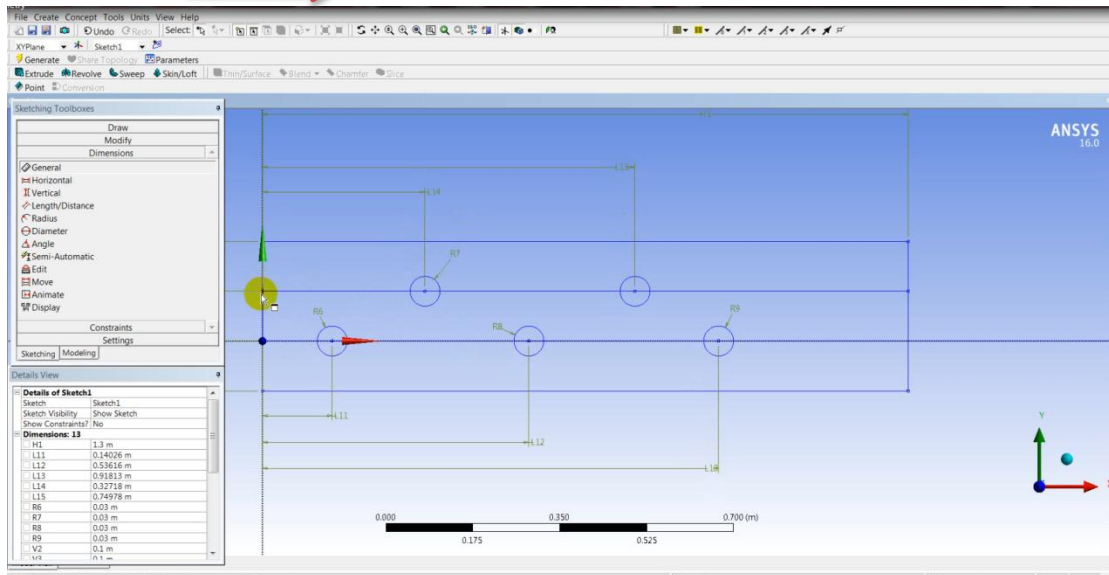 File Create Concept Tools Units View Help
Undo Redo Select:
XYPlane Sketch1
Generate Share Topology Parameters
Extrude Revolve Sweep Skin/Loft Thin/Surface Blend Chamfer Slice
Point Conversion
Sketching Toolboxes
Draw
Modify
Dimensions
General
Horizontal
Vertical
Length/Distance
Radius
Diameter
Angle
Semi-Automatic
Edit
Move
Animate
Display
Constraints
Settings
Sketching Modeling
Details View
Details of Sketch1
Sketch Sketch1
Sketch Visibility Show Sketch
Show Constraints? No
Dimensions: 13
H1 1.3 m
L11 0.14026 m
L12 0.53616 m
L13 0.91813 m
L14 0.32718 m
L15 0.74978 m
R6 0.03 m
R7 0.03 m
R8 0.03 m
R9 0.03 m
V2 0.1 m
V3 0.1 m
ANSYS
16.0
L14
R7
R6
R8
R9
L11
L12
0.000 0.350 0.700 (m)
0.175 0.525
Y